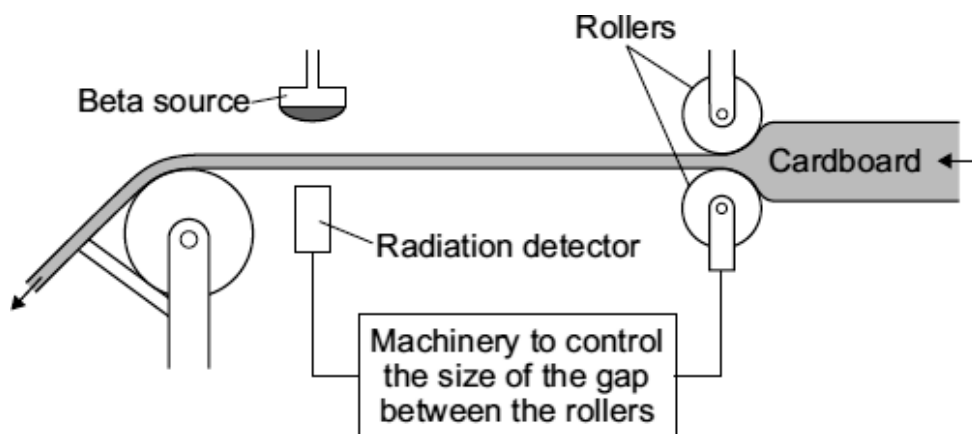 Rollers
Beta source
Cardboard
Radiation detector
Machinery to control
the size of the gap
between the rollers